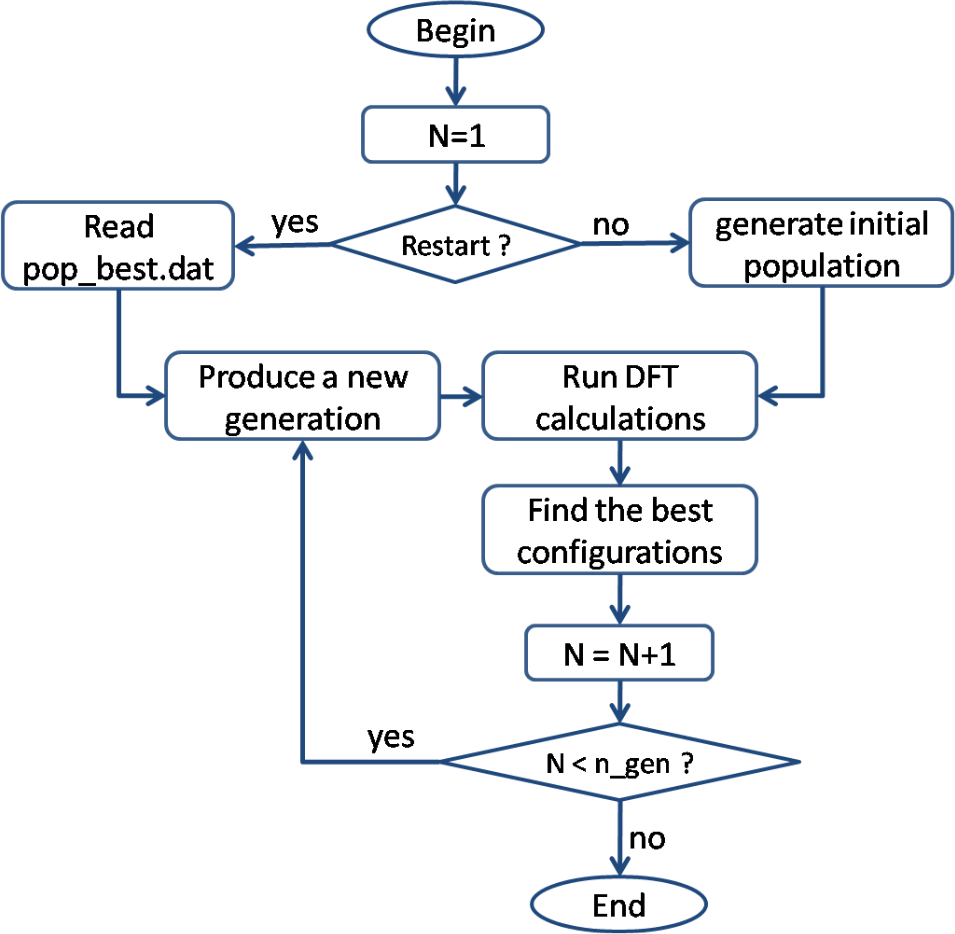 Begin
N=1
yes
Restart ?
no
Read
pop_best.dat
generate initial
population
Produce a new
generation
Run DFT
calculations
Find the best
configurations
N = N+1
yes
N < n_gen ?
no
End